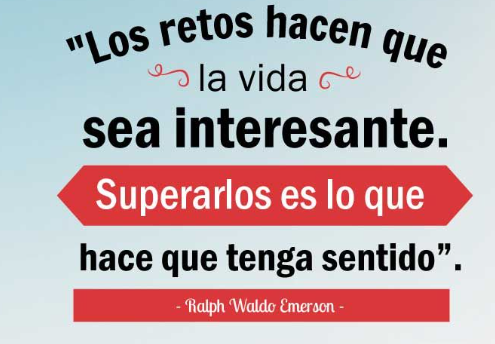 "Los retos hacen que
la vida
sea interesante.
Superarlos es lo que
hace que tenga sentido”.
- Ralph Waldo Emerson -